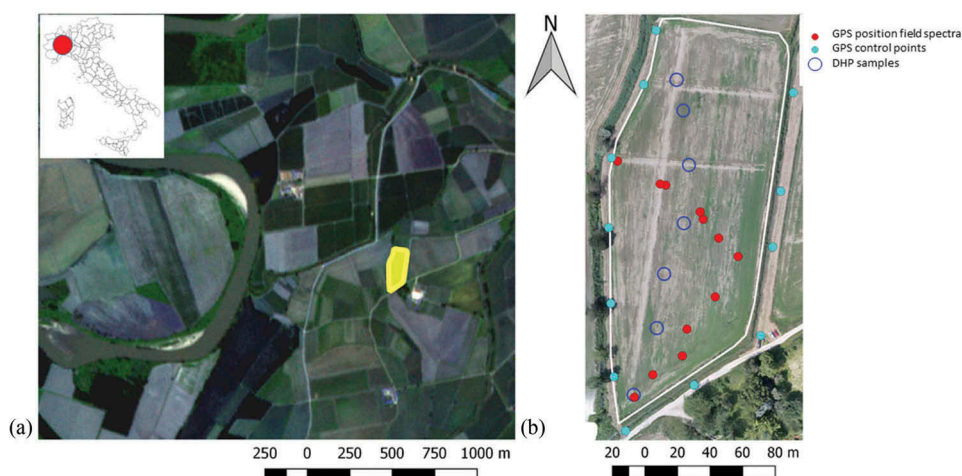 N
GPS position field spectra
GPS control points
DHP samples
(a)
(b)
250 0 250 500 750 1000 m
20 0 20 40 60 80 m